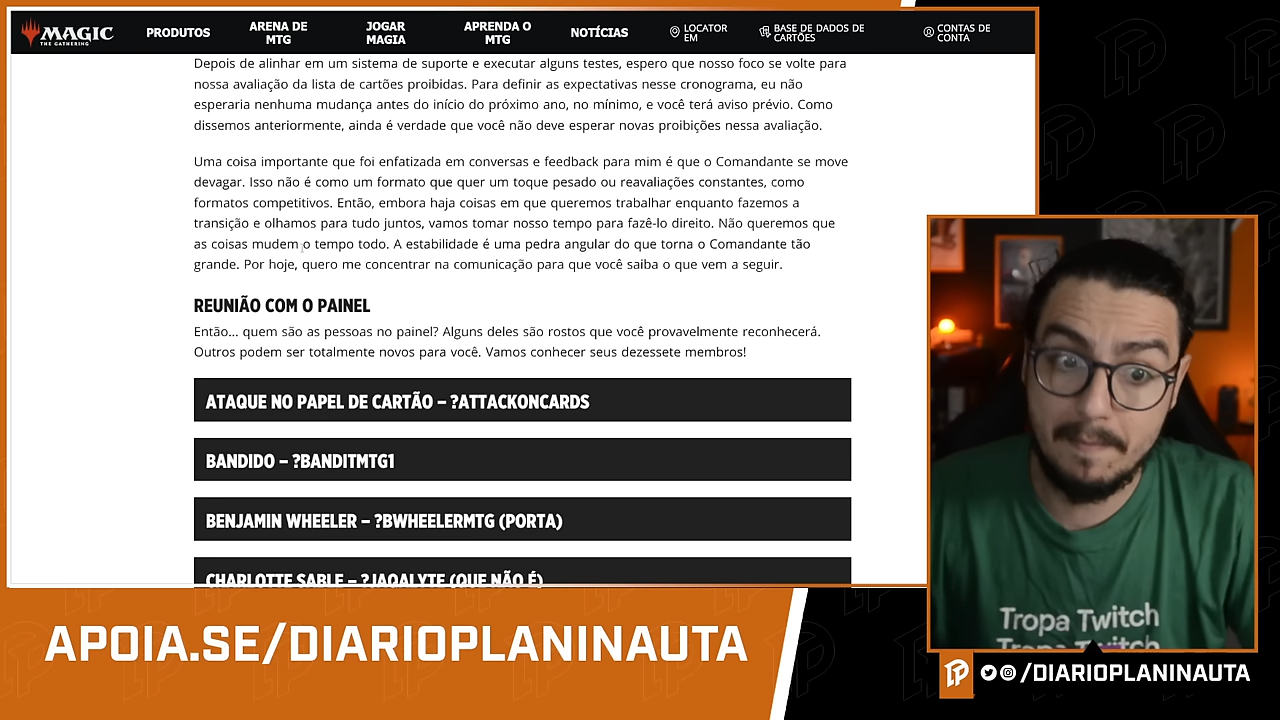 MAGIC
THE GATHERING
PRODUTOS
ARENA DE
MTG
JOGAR
MAGIA
APRENDA O
MTG
NOTÍCIAS
LOCATOR
EM
BASE DE DADOS DE
CARTÕES
CONTAS DE
CONTA
Depois de alinhar em um sistema de suporte e executar alguns testes, espero que nosso foco se volte para
nossa avaliação da lista de cartões proibidas. Para definir as expectativas nesse cronograma, eu não
esperaria nenhuma mudança antes do início do próximo ano, no mínimo, e você terá aviso prévio. Como
dissemos anteriormente, ainda é verdade que você não deve esperar novas proibições nessa avaliação.
Uma coisa importante que foi enfatizada em conversas e feedback para mim é que o Comandante se move
devagar. Isso não é como um formato que quer um toque pesado ou reavaliações constantes, como
formatos competitivos. Então, embora haja coisas em que queremos trabalhar enquanto fazemos a
transição e olhamos para tudo juntos, vamos tomar nosso tempo para fazê-lo direito. Não queremos que
as coisas mudem o tempo todo. A estabilidade é uma pedra angular do que torna o Comandante tão
grande. Por hoje, quero me concentrar na comunicação para que você saiba o que vem a seguir.
REUNIÃO COM O PAINEL
Então... quem são as pessoas no painel? Alguns deles são rostos que você provavelmente reconhecerá.
Outros podem ser totalmente novos para você. Vamos conhecer seus dezessete membros!
ATAQUE NO PAPEL DE CARTÃO – ?ATTACKONCARDS
BANDIDO – ?BANDITMTG1
BENJAMIN WHEELER – ?BWHEELERMTG (PORTA)
CHARLOTTE SABLE – ?JAQALYTE (QUE NÃO É)
Tropa Twitch
Tropa Twitch
APOIA.SE/DIARIOPLANINAUTA
/DIARIOPLANINAUTA